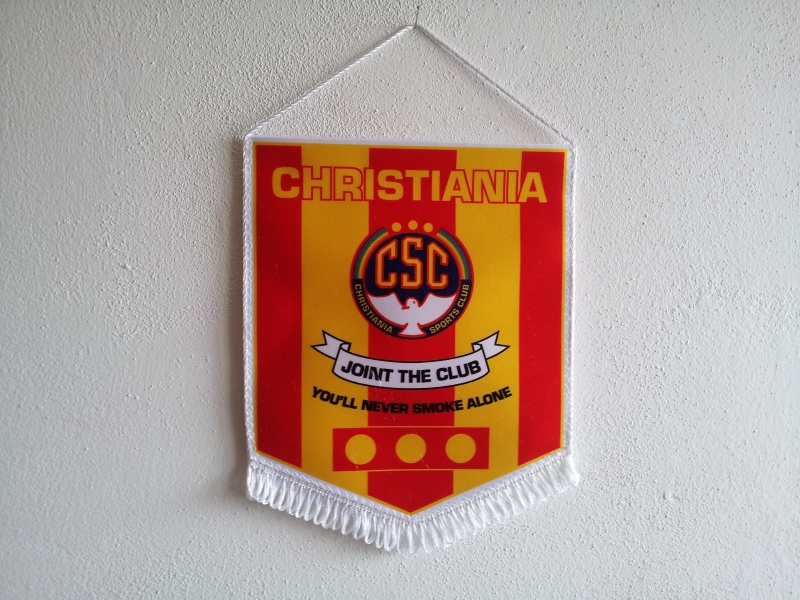 CHRISTIANIA
CSC
CHRISTIANIA SPORTS CLUB
JOINT THE CLUB
YOU'LL NEVER SMOKE ALONE